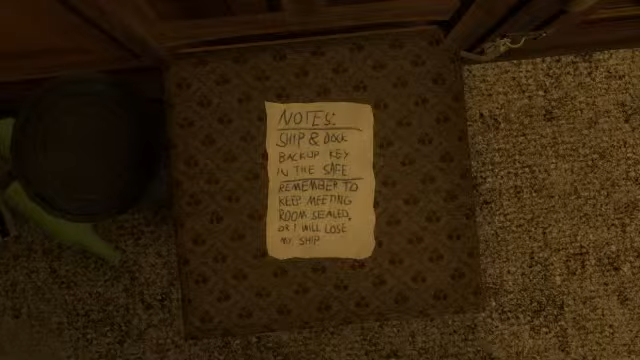 NOTES:
SHIP & DOCK
BACKUP KEY
IN THE SAFE
REMEMBER TO
KEEP MEETING
ROOM SEALED,
OR I WILL LOSE
MY SHIP